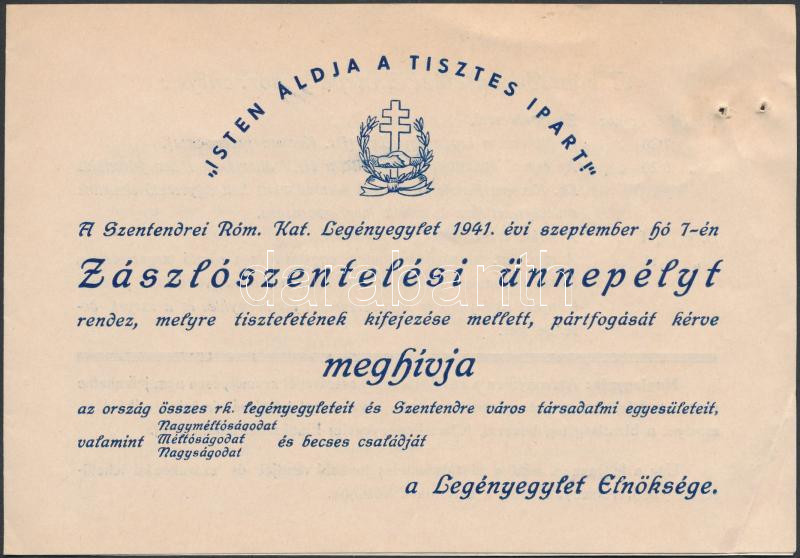 „ISTEN ÁLDJA A TISZTES IPART!"
A Szentendrei Róm. Kat. Legényegylet 1941. évi szeptember hó 7-én
Zászlószentelési ünnepélyt
rendez, melyre tiszteletének kifejezése mellett, pártfogását kérve
meghívja
az ország összes rk. legényegyleteit és Szentendre város társadalmi egyesületeit,
Nagyméltóságodat
valamint Méltóságodat és becses családját
Nagyságodat
a Legényegylet Elnöksége.
darabanth